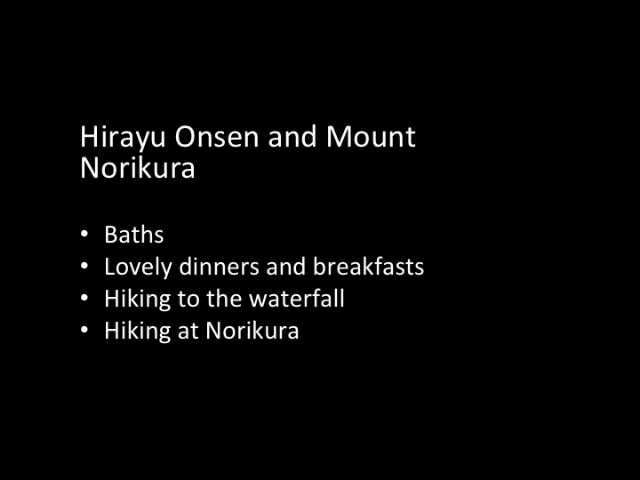 Hirayu Onsen and Mount
Norikura
• Baths
• Lovely dinners and breakfasts
• Hiking to the waterfall
• Hiking at Norikura